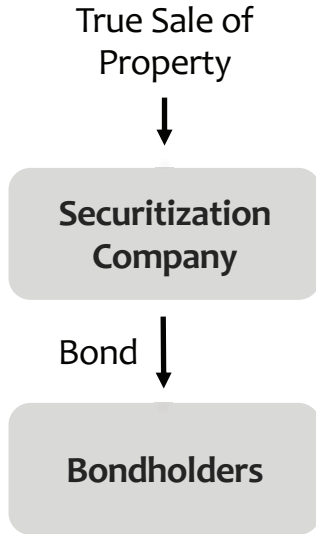 True Sale of
Property
Securitization
Company
Bond
Bondholders